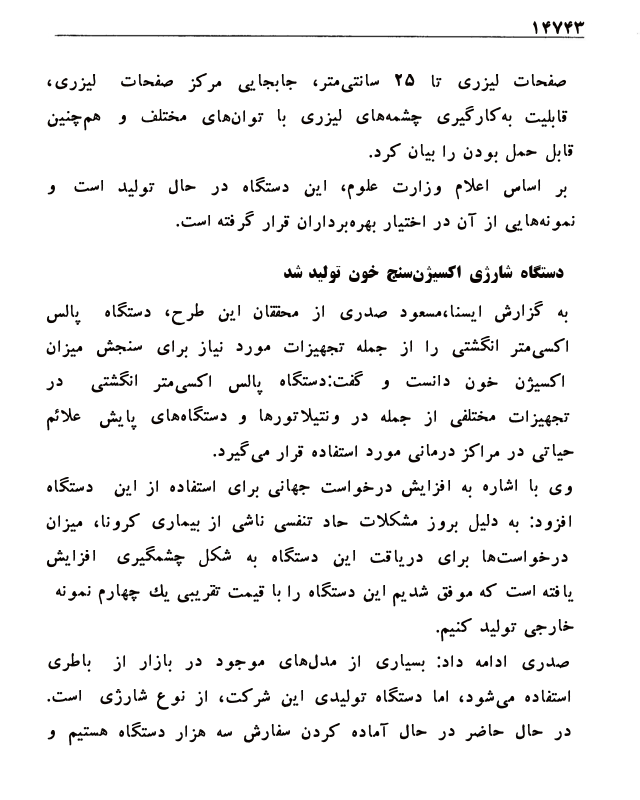 ۱۴۷۴۳
صفحات لیزری تا ۲۵ سانتی‌متر، جابجایی مرکز صفحات لیزری،
قابلیت به‌کارگیری چشمه‌های لیزری با توان‌های مختلف و هم‌چنین
قابل حمل بودن را بیان کرد.
بر اساس اعلام وزارت علوم، این دستگاه در حال تولید است و
نمونه‌هایی از آن در اختیار بهره‌برداران قرار گرفته است.
دستگاه شارژی اکسیژن‌سنج خون تولید شد
به گزارش ایسنا،مسعود صدری از محققان این طرح، دستگاه پالس
اکسی‌متر انگشتی را از جمله تجهیزات مورد نیاز برای سنجش میزان
اکسیژن خون دانست و گفت:دستگاه پالس اکسی‌متر انگشتی در
تجهیزات مختلفی از جمله در ونتیلاتورها و دستگاه‌های پایش علائم
حیاتی در مراکز درمانی مورد استفاده قرار می‌گیرد.
وی با اشاره به افزایش درخواست جهانی برای استفاده از این دستگاه
افزود: به دلیل بروز مشکلات حاد تنفسی ناشی از بیماری کرونا، میزان
درخواست‌ها برای دریاقت این دستگاه به شکل چشمگیری افزایش
یافته است که موفق شدیم این دستگاه را با قیمت تقریبی یك چهارم نمونه
خارجی تولید کنیم.
صدری ادامه داد: بسیاری از مدل‌های موجود در بازار از باطری
استفاده می‌شود، اما دستگاه تولیدی این شرکت، از نوع شارژی است.
در حال حاضر در حال آماده کردن سفارش سه هزار دستگاه هستیم و